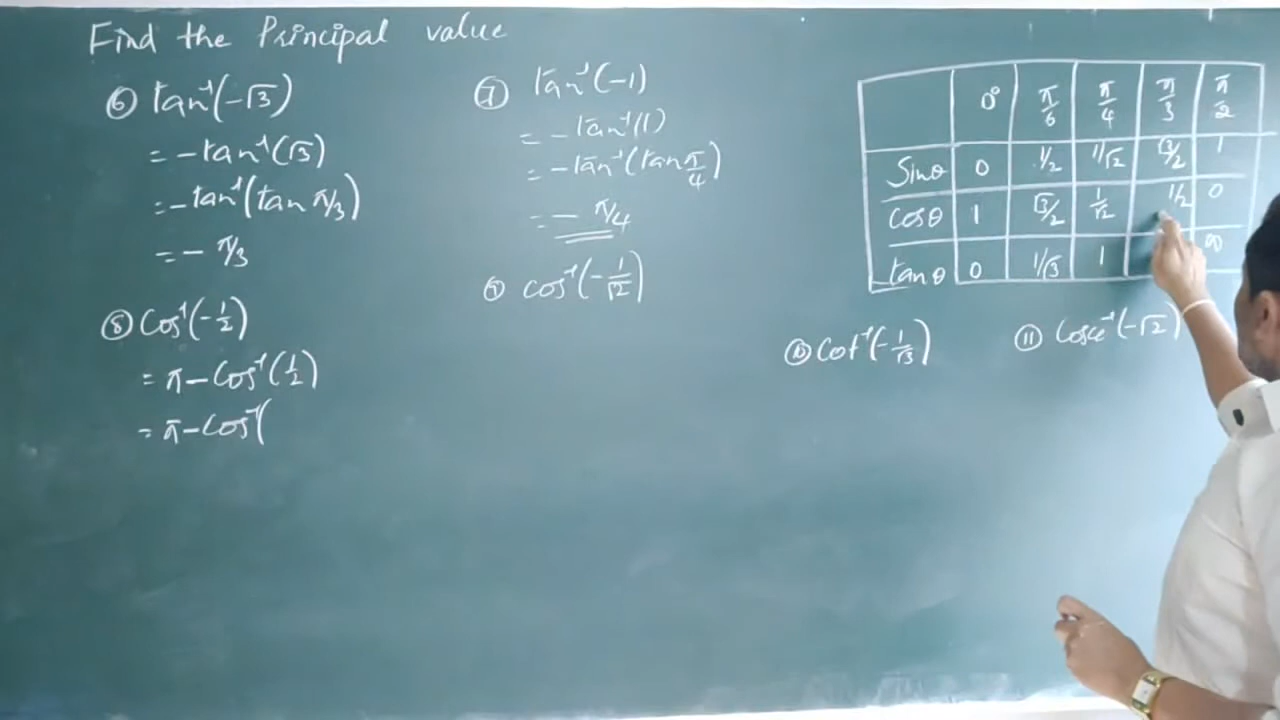 Find the Principal value
⑥ tan⁻¹(-√3)
= -tan⁻¹(√3)
= -tan⁻¹(tan π/3)
= - π/3
⑧ Cos⁻¹(-1/2)
= π - Cos⁻¹(1/2)
= π - Cos⁻¹(
⑦ tan⁻¹(-1)
= -tan⁻¹(1)
= -tan⁻¹(tan π/4)
= - π/4
cos⁻¹(-1/√2)
0° π/6 π/4 π/3 π/2
Sinθ 0 1/2 1/√2 √3/2 1
cosθ 1 √3/2 1/√2 1/2 0
tanθ 0 1/√3 1 ∞
⑩ Cot⁻¹(-1/√3)
⑪ Cosec⁻¹(-√2)